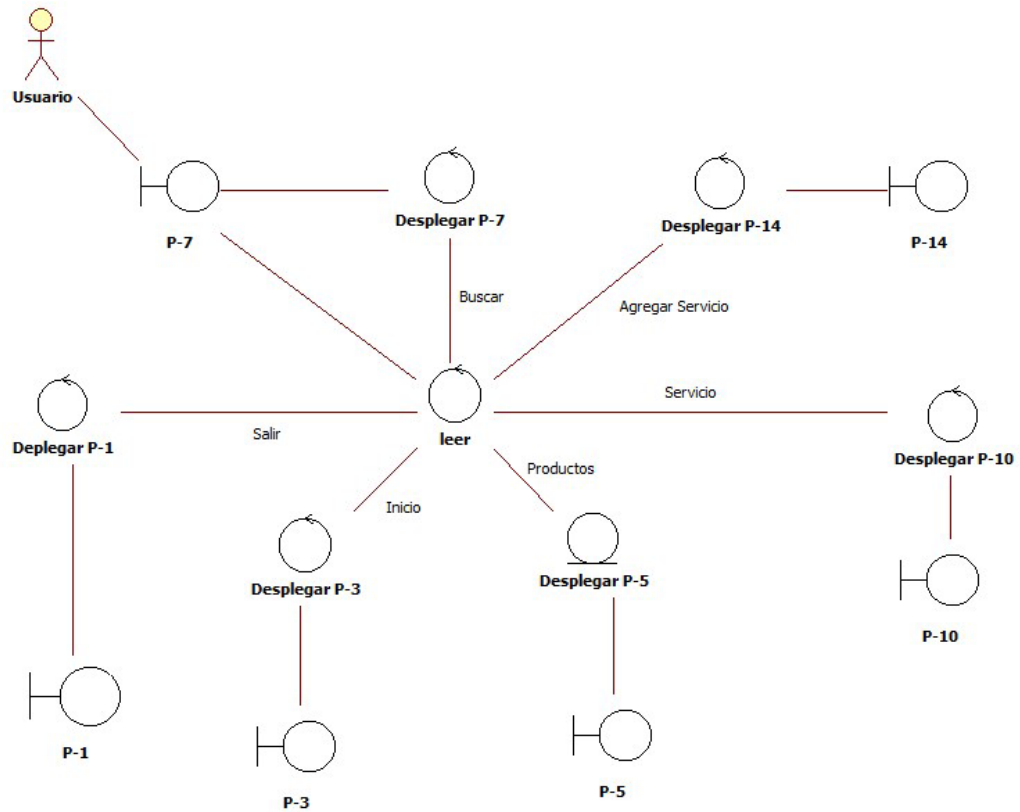 Usuario
Desplegar P-7
Desplegar P-14
P-7
P-14
Buscar
Agregar Servicio
Servicio
Salir
leer
Deplegar P-1
Productos
Desplegar P-10
Inicio
Desplegar P-3
Desplegar P-5
P-10
P-1
P-3
P-5